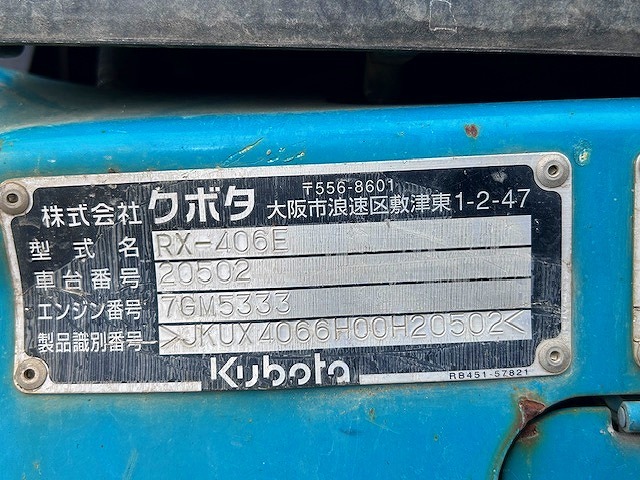 株式会社 クボタ 〒556-8601
大阪市浪速区敷津東1-2-47
型式名 RX-406E
車台番号 20502
エンジン番号 7GM5333
製品識別番号 >JKUX4066H00H20502<
Kubota
RB451-57821